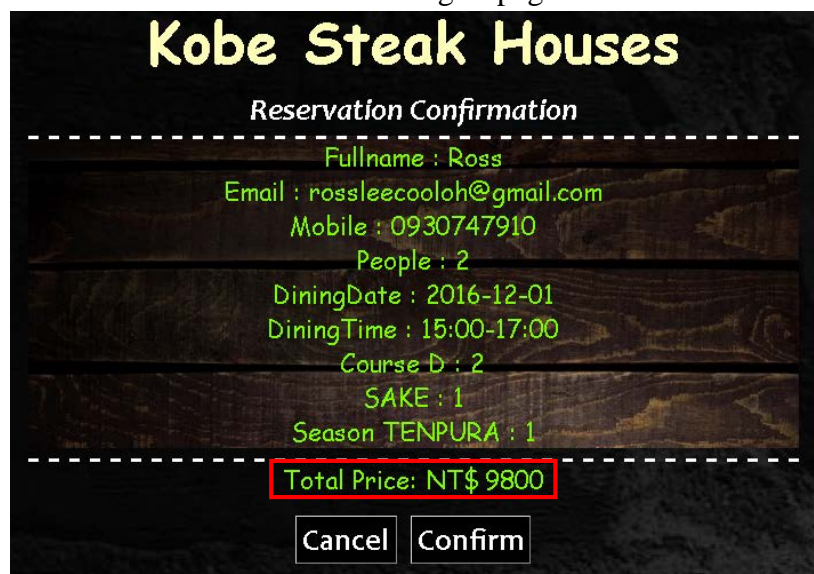 Kobe Steak Houses
Reservation Confirmation
Fullname : Ross
Email : rossleecooloh@gmail.com
Mobile : 0930747910
People : 2
DiningDate : 2016-12-01
DiningTime : 15:00-17:00
Course D : 2
SAKE : 1
Season TENPURA : 1
Total Price: NT$ 9800
Cancel Confirm